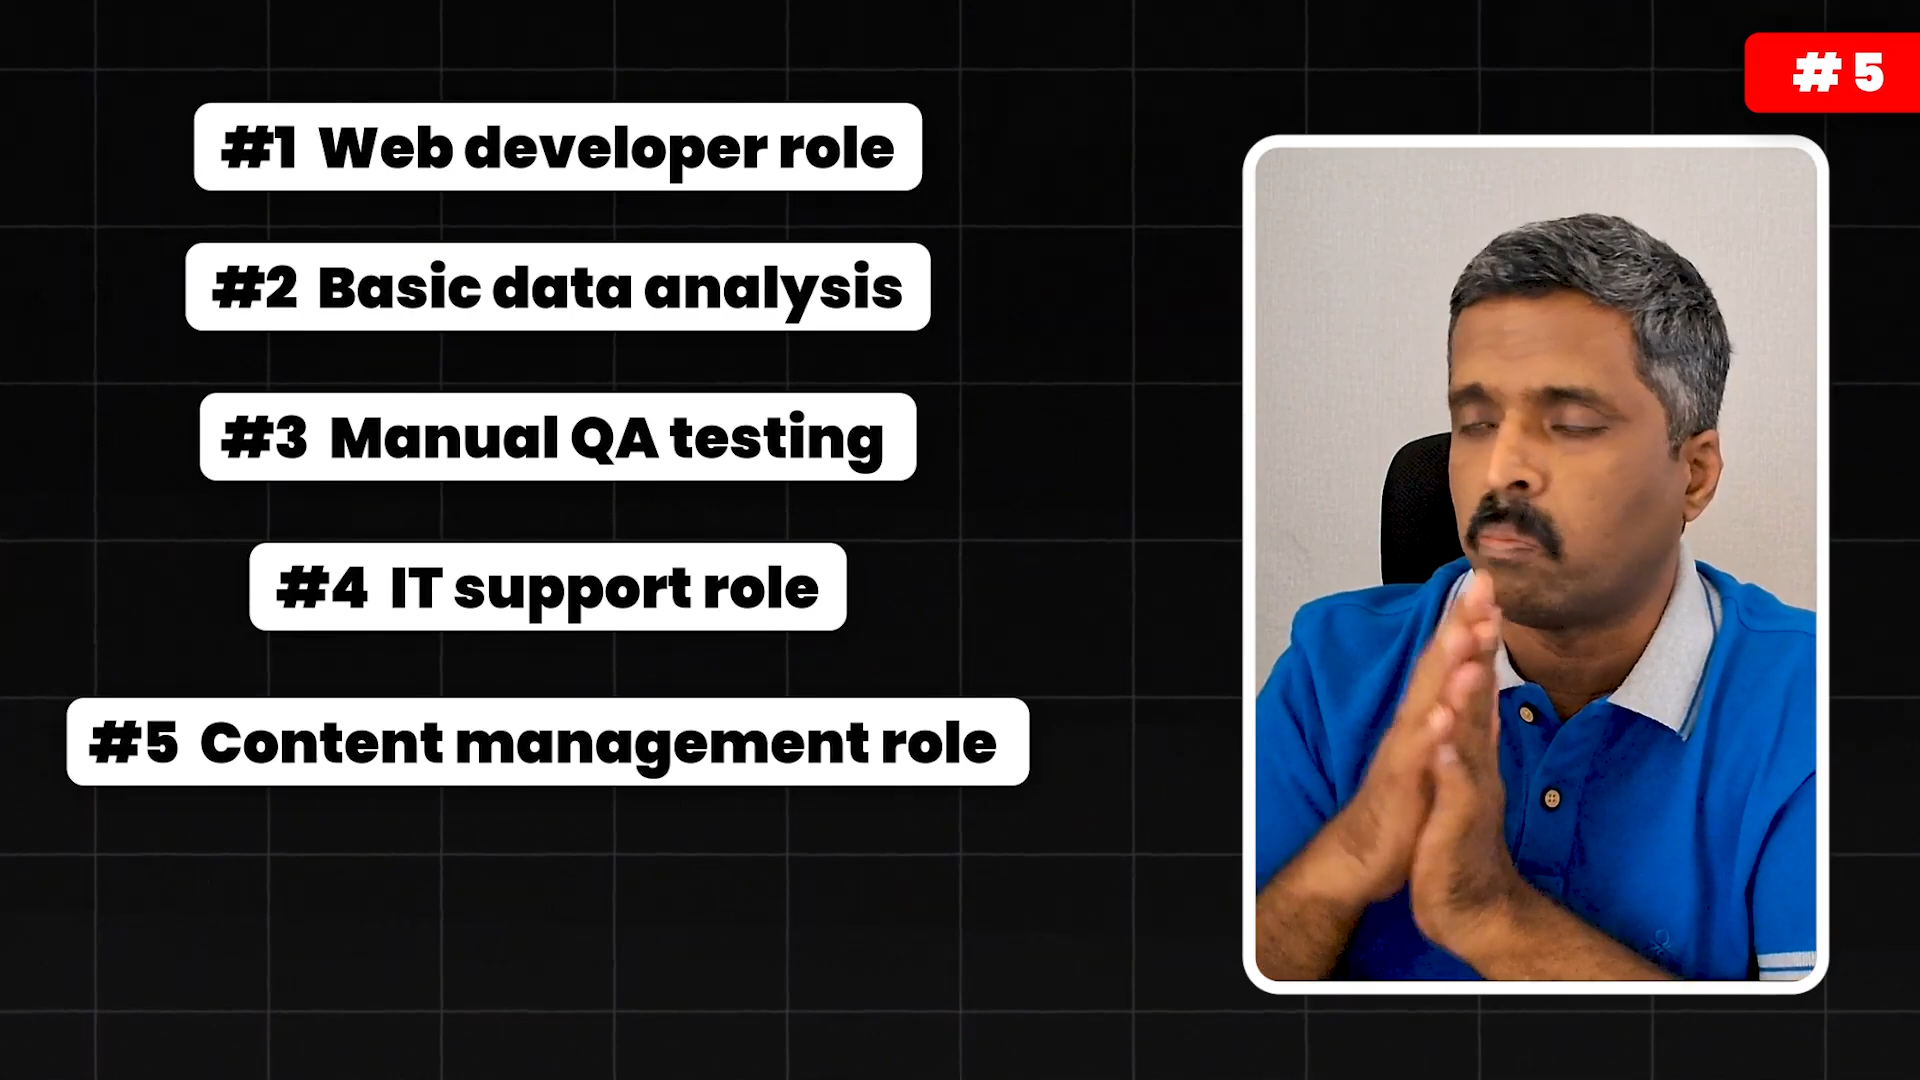 # 5
#1 Web developer role
#2 Basic data analysis
#3 Manual QA testing
#4 IT support role
#5 Content management role